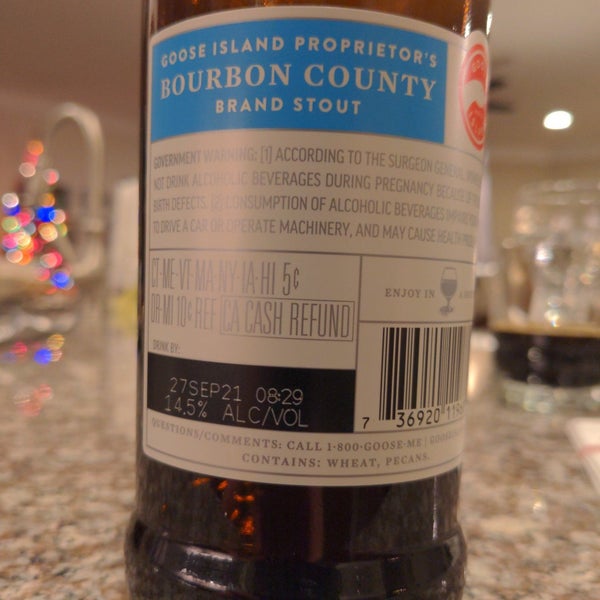 GOOSE ISLAND PROPRIETOR'S
BOURBON COUNTY
BRAND STOUT
GOVERNMENT WARNING: (1) ACCORDING TO THE SURGEON GENERAL,
NOT DRINK ALCOHOLIC BEVERAGES DURING PREGNANCY BECAUSE OF
BIRTH DEFECTS. (2) CONSUMPTION OF ALCOHOLIC BEVERAGES IMPAIRS
TO DRIVE A CAR OR OPERATE MACHINERY, AND MAY CAUSE HEALTH
CT-ME-VT-MA-NY-IA-HI 5¢
OR-MI 10¢ REF CA CASH REFUND
ENJOY IN
DRINK BY:
27SEP21 08:29
14.5% ALC/VOL
7 36920
QUESTIONS/COMMENTS: CALL 1-800-GOOSE-ME |
CONTAINS: WHEAT, PECANS.